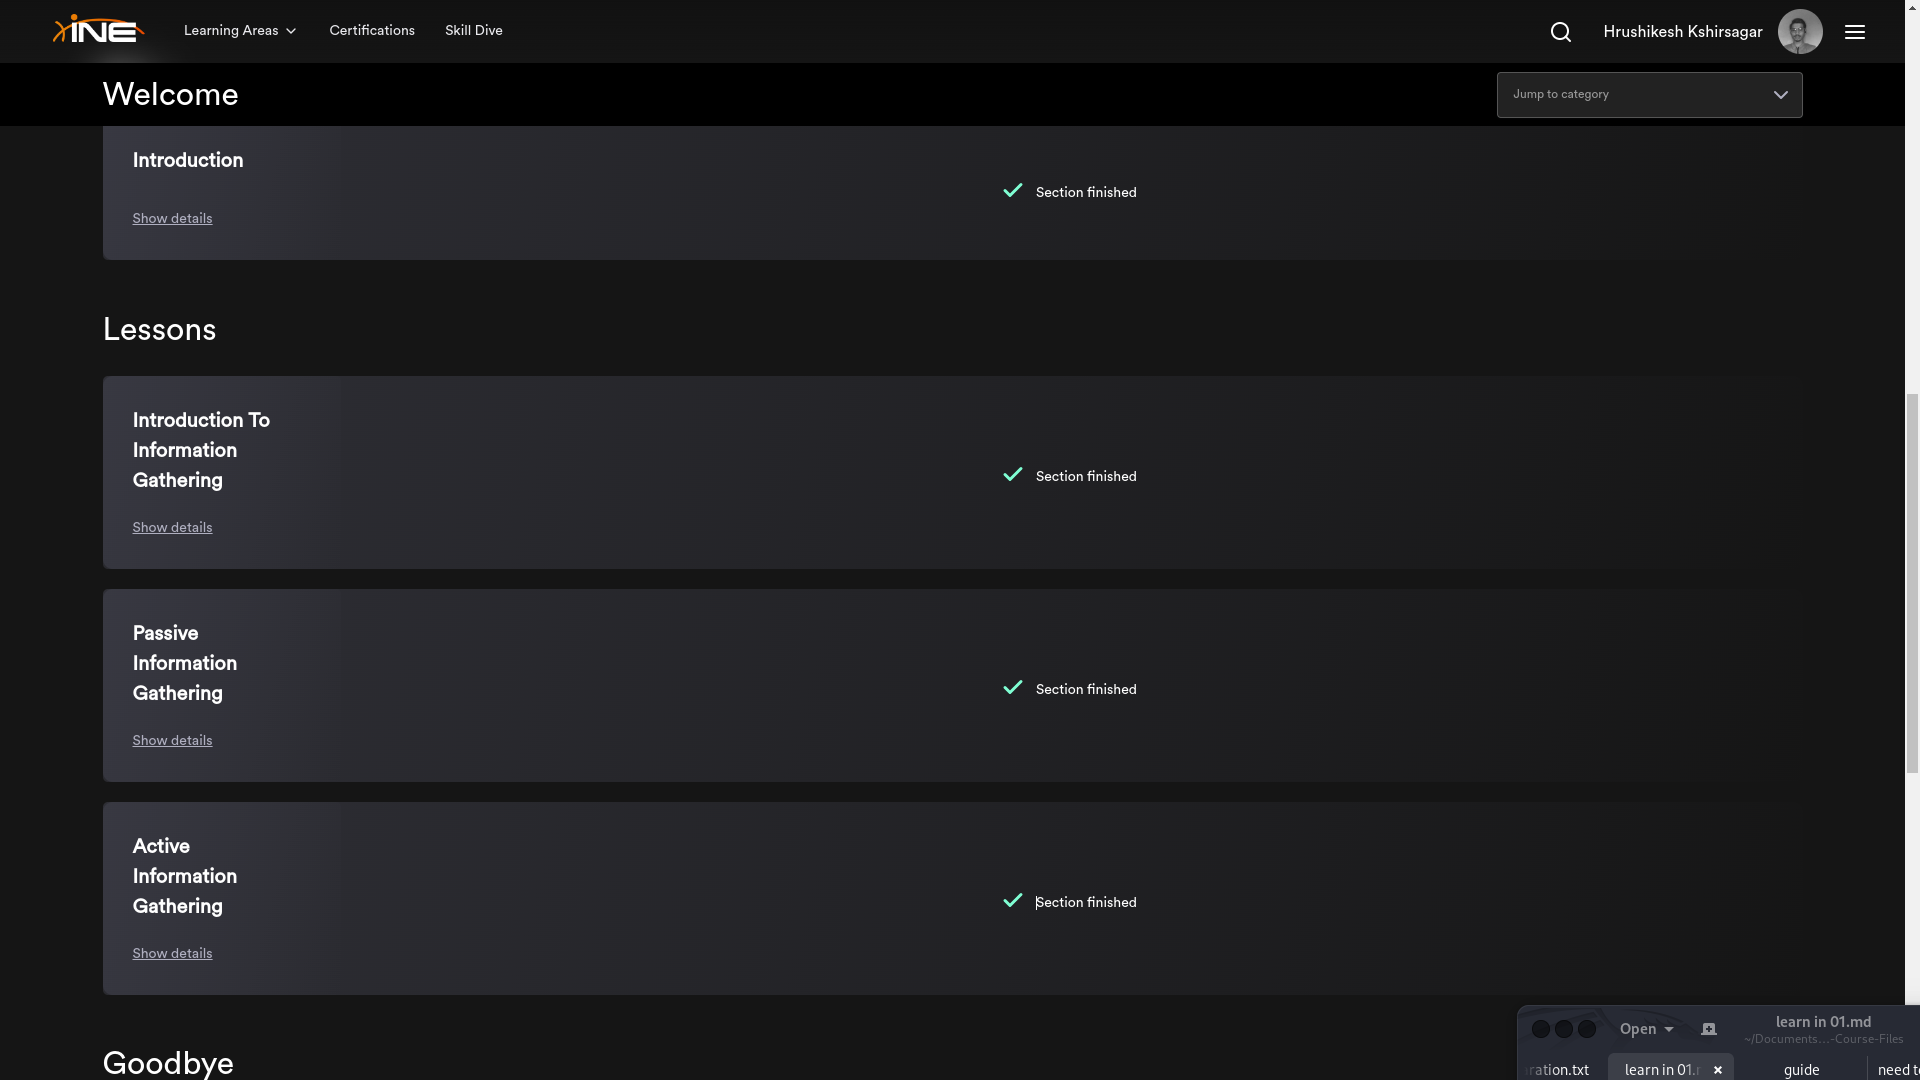 INE
Learning Areas
Certifications
Skill Dive
Hrushikesh Kshirsagar
Welcome
Jump to category
Introduction
Section finished
Show details
Lessons
Introduction To
Information
Gathering
Section finished
Show details
Passive
Information
Gathering
Section finished
Show details
Active
Information
Gathering
Section finished
Show details
Goodbye
Open
learn in 01.md
~/Documents...-Course-Files
ration.txt
learn in 01.
guide
need t